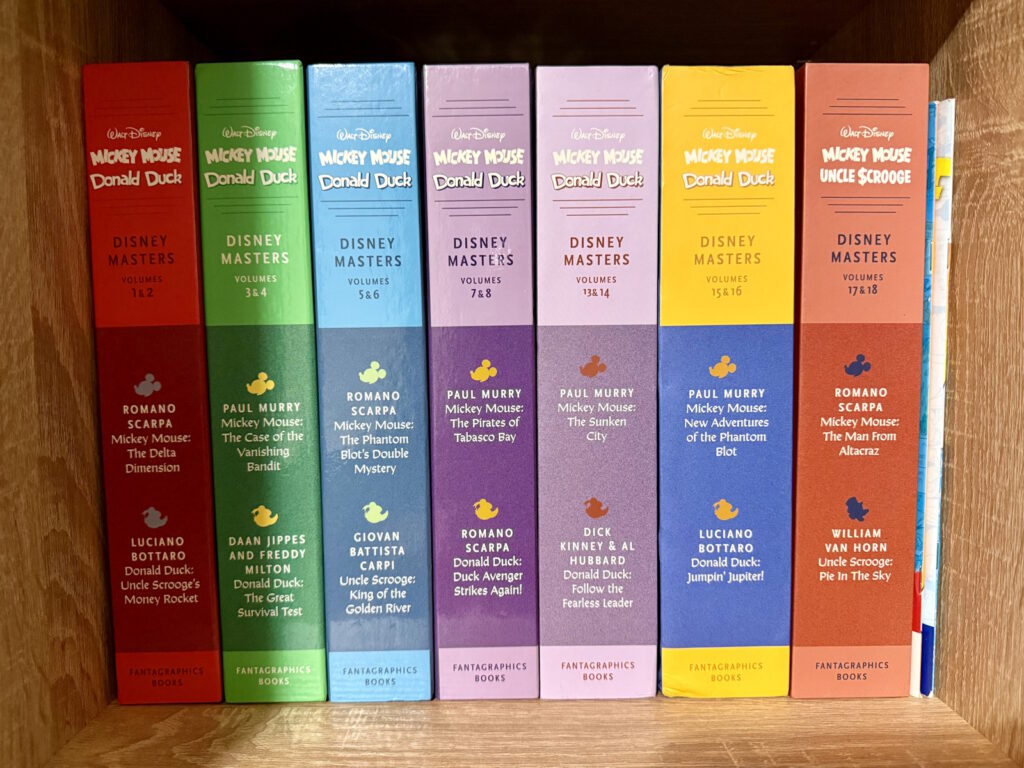 Walt Disney
MICKEY MOUSE
Donald Duck
DISNEY
MASTERS
VOLUMES
1 & 2
ROMANO
SCARPA
Mickey Mouse:
The Delta
Dimension
LUCIANO
BOTTARO
Donald Duck:
Uncle Scrooge's
Money Rocket
FANTAGRAPHICS
BOOKS
Walt Disney
MICKEY MOUSE
Donald Duck
DISNEY
MASTERS
VOLUMES
3 & 4
PAUL MURRY
Mickey Mouse:
The Case of the
Vanishing
Bandit
DAAN JIPPES
AND FREDDY
MILTON
Donald Duck:
The Great
Survival Test
FANTAGRAPHICS
BOOKS
Walt Disney
MICKEY MOUSE
Donald Duck
DISNEY
MASTERS
VOLUMES
5 & 6
ROMANO
SCARPA
Mickey Mouse:
The Phantom
Blot's Double
Mystery
GIOVAN
BATTISTA
CARPI
Uncle Scrooge:
King of the
Golden River
FANTAGRAPHICS
BOOKS
Walt Disney
MICKEY MOUSE
Donald Duck
DISNEY
MASTERS
VOLUMES
7 & 8
PAUL MURRY
Mickey Mouse:
The Pirates of
Tabasco Bay
ROMANO
SCARPA
Donald Duck:
Duck Avenger
Strikes Again!
FANTAGRAPHICS
BOOKS
Walt Disney
MICKEY MOUSE
Donald Duck
DISNEY
MASTERS
VOLUMES
13 & 14
PAUL MURRY
Mickey Mouse:
The Sunken
City
DICK
KINNEY & AL
HUBBARD
Donald Duck:
Follow the
Fearless Leader
FANTAGRAPHICS
BOOKS
Walt Disney
MICKEY MOUSE
Donald Duck
DISNEY
MASTERS
VOLUMES
15 & 16
PAUL MURRY
Mickey Mouse:
New Adventures
of the Phantom
Blot
LUCIANO
BOTTARO
Donald Duck:
Jumpin' Jupiter!
FANTAGRAPHICS
BOOKS
Walt Disney
MICKEY MOUSE
UNCLE $CROOGE
DISNEY
MASTERS
VOLUMES
17 & 18
ROMANO
SCARPA
Mickey Mouse:
The Man From
Altacraz
WILLIAM
VAN HORN
Uncle Scrooge:
Pie In The Sky
FANTAGRAPHICS
BOOKS